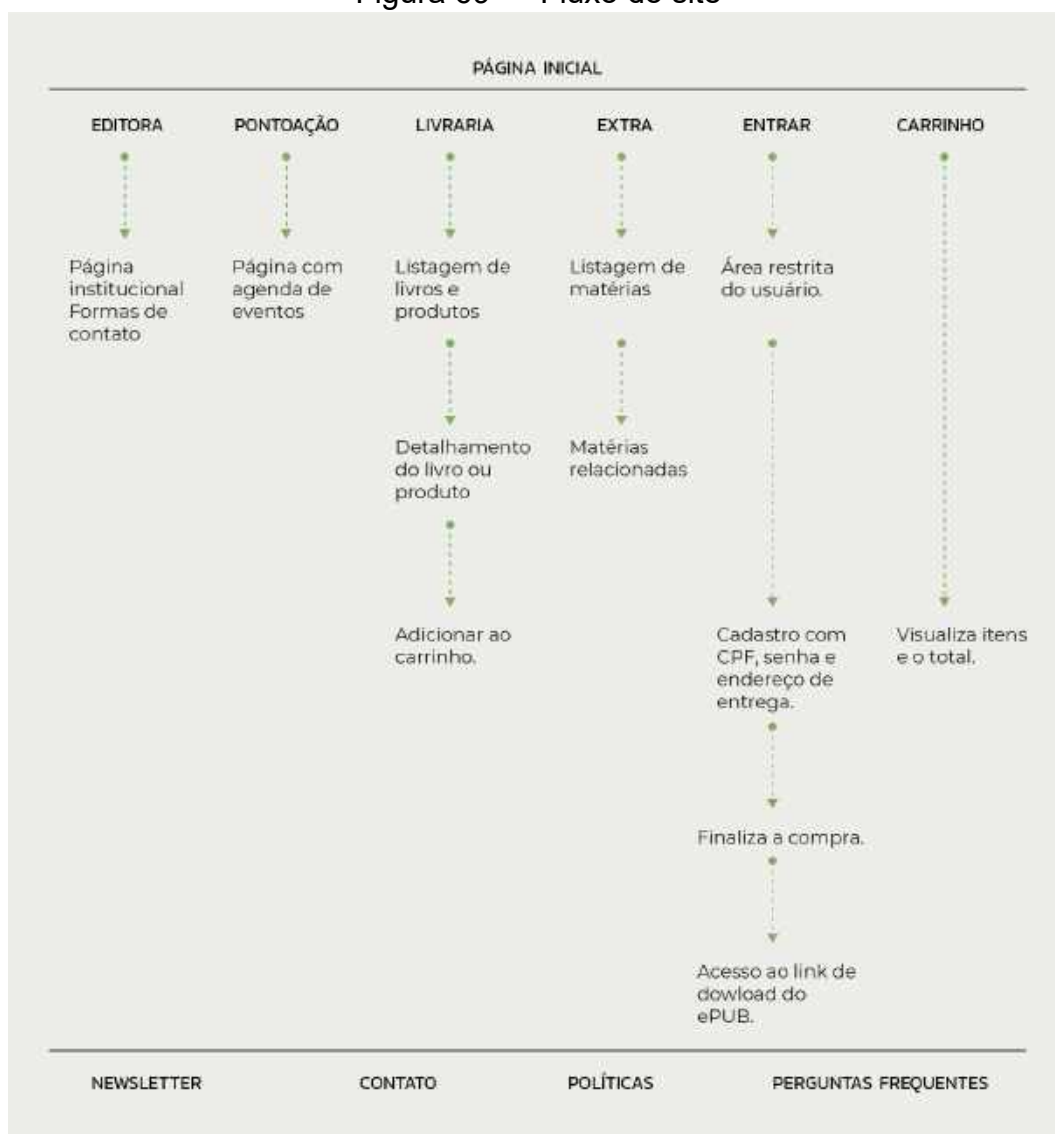 PÁGINA INICIAL
EDITORA
PONTOAÇÃO
LIVRARIA
EXTRA
ENTRAR
CARRINHO
Página
institucional
Formas de
contato
Página com
agenda de
eventos
Listagem de
livros e
produtos
Listagem de
matérias
Área restrita
do usuário.
Detalhamento
do livro ou
produto
Matérias
relacionadas
Adicionar ao
carrinho.
Cadastro com
CPF, senha e
endereço de
entrega.
Visualiza itens
e o total.
Finaliza a compra.
Acesso ao link de
dowload do
ePUB.
NEWSLETTER
CONTATO
POLÍTICAS
PERGUNTAS FREQUENTES